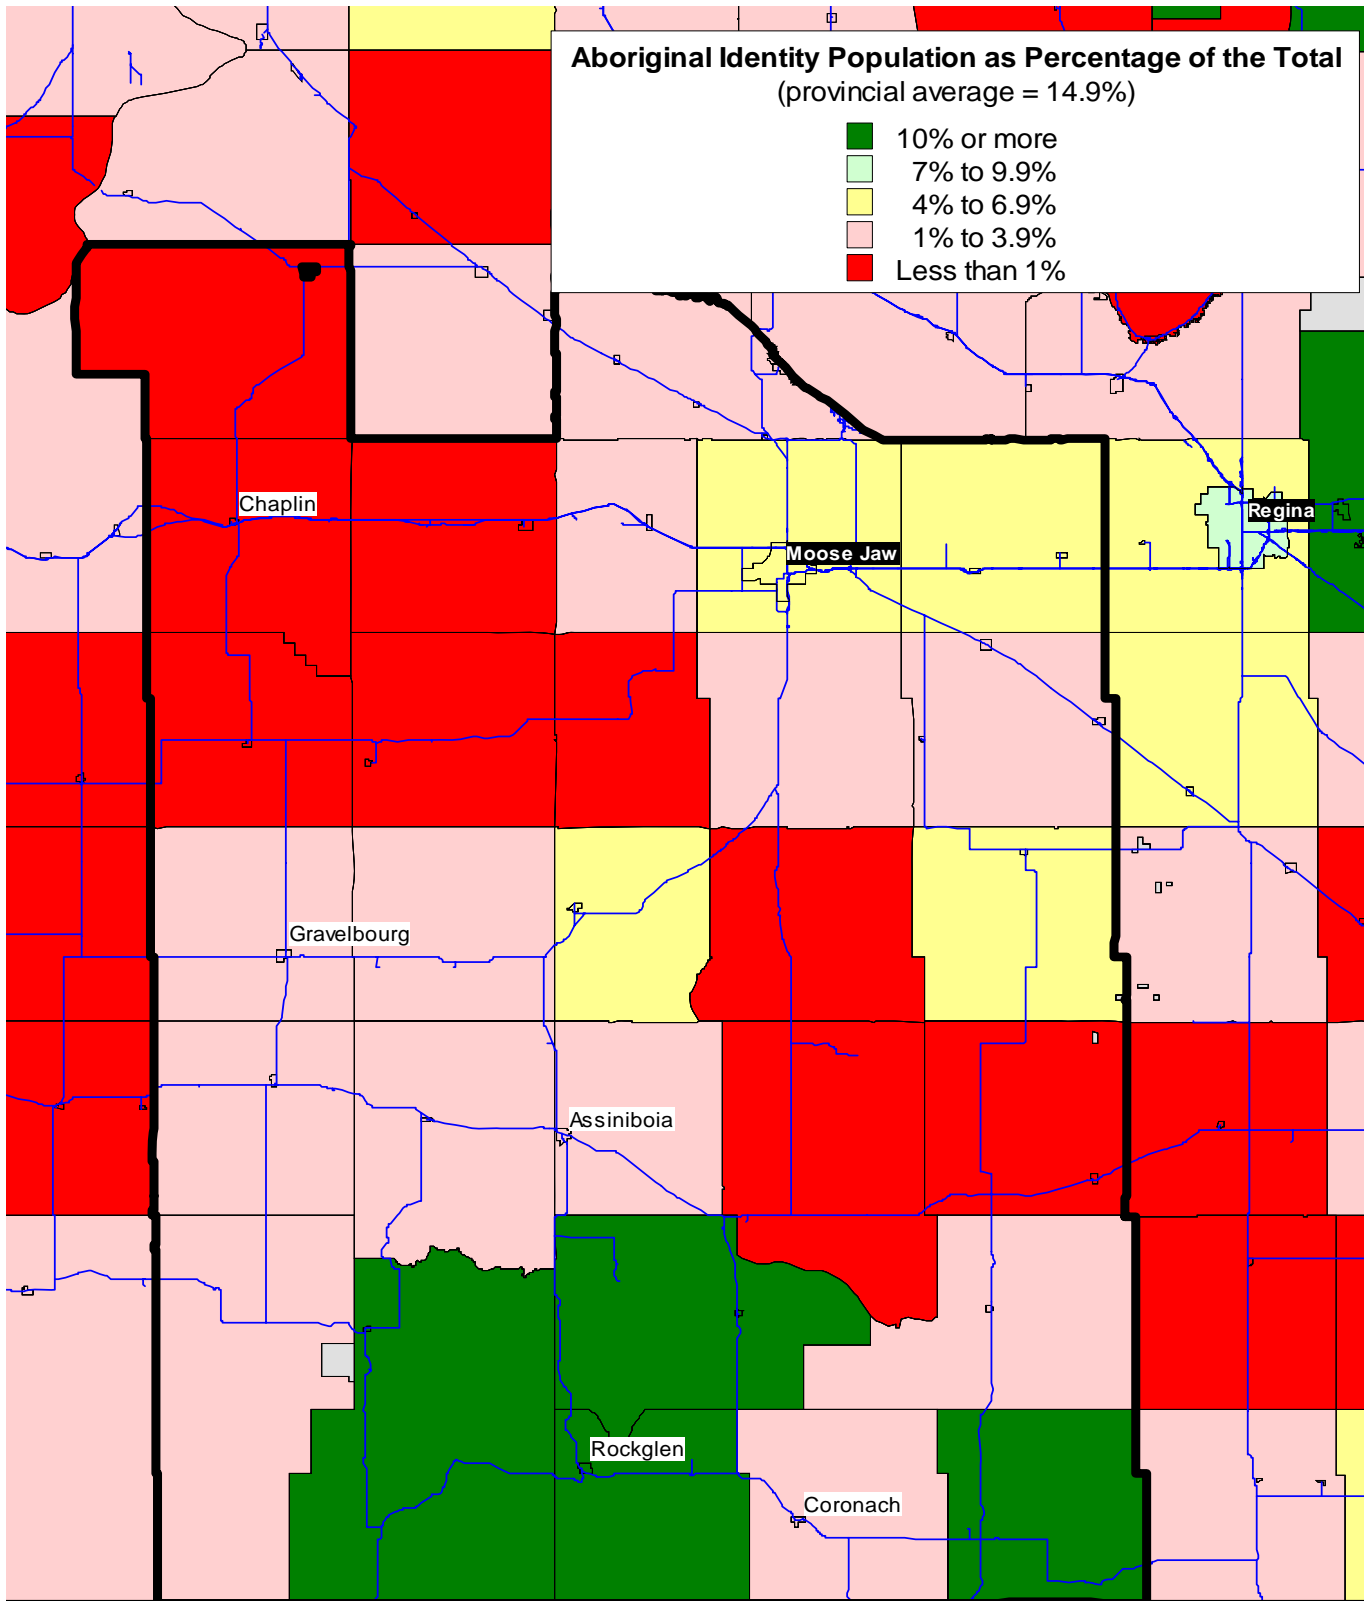 Aboriginal Identity Population as Percentage of the Total
(provincial average = 14.9%)
10% or more
7% to 9.9%
4% to 6.9%
1% to 3.9%
Less than 1%
Chaplin
Regina
Moose Jaw
Gravelbourg
Assiniboia
Rockglen
Coronach